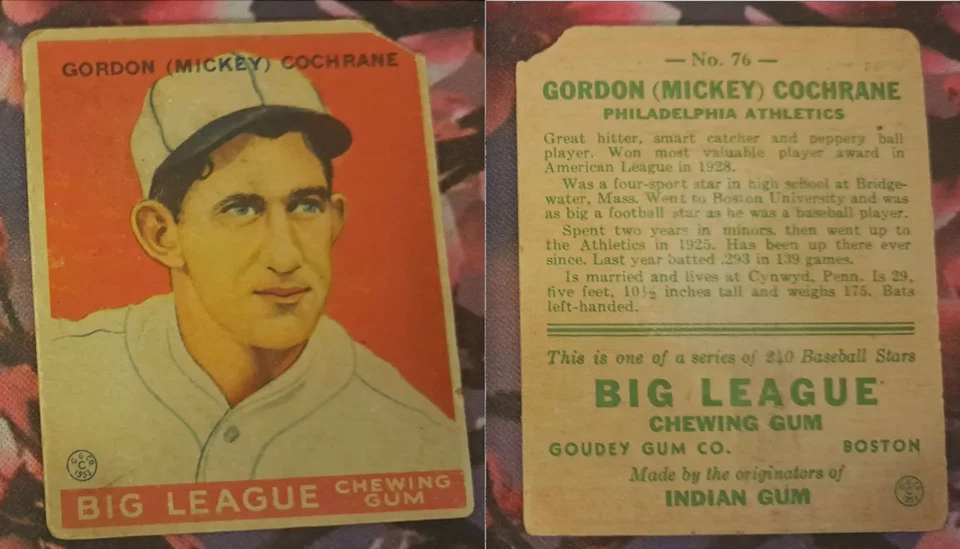 GORDON (MICKEY) COCHRANE
G G CO
C
1933
BIG LEAGUE CHEWING GUM
— No. 76 —
GORDON (MICKEY) COCHRANE
PHILADELPHIA ATHLETICS
Great hitter, smart catcher and peppery ball
player. Won most valuable player award in
American League in 1928.
Was a four-sport star in high school at Bridge-
water, Mass. Went to Boston University and was
as big a football star as he was a baseball player.
Spent two years in minors. then went up to
the Athletics in 1925. Has been up there ever
since. Last year batted .293 in 139 games.
Is married and lives at Cynwyd, Penn. Is 29,
five feet, 10½ inches tall and weighs 175. Bats
left-handed.
This is one of a series of 240 Baseball Stars
BIG LEAGUE
CHEWING GUM
GOUDEY GUM CO. BOSTON
Made by the originators of
INDIAN GUM